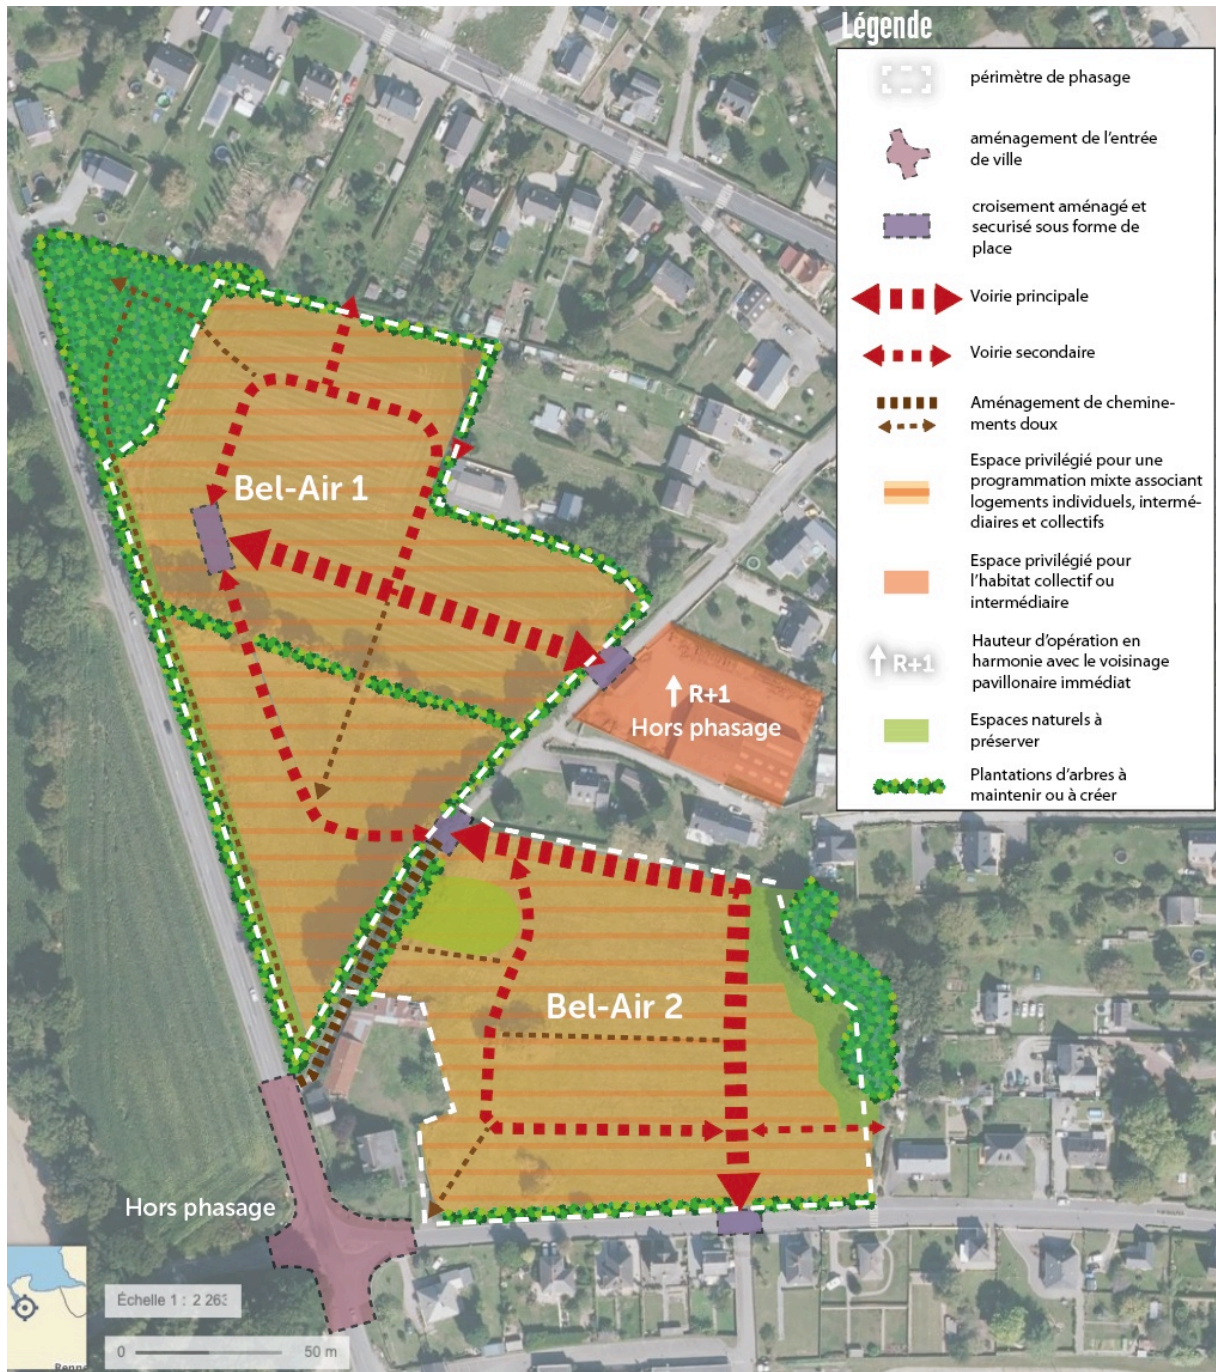 Légende
périmètre de phasage
aménagement de l'entrée
de ville
croisement aménagé et
securisé sous forme de
place
Voirie principale
Voirie secondaire
Aménagement de chemine-
ments doux
Espace privilégié pour une
programmation mixte associant
logements individuels, intermé-
diaires et collectifs
Espace privilégié pour
l'habitat collectif ou
intermédiaire
R+1
Hauteur d'opération en
harmonie avec le voisinage
pavillonaire immédiat
Espaces naturels à
préserver
Plantations d'arbres à
maintenir ou à créer
Bel-Air 1
R+1
Hors phasage
Bel-Air 2
Hors phasage
Échelle 1 : 2 263
0 50 m